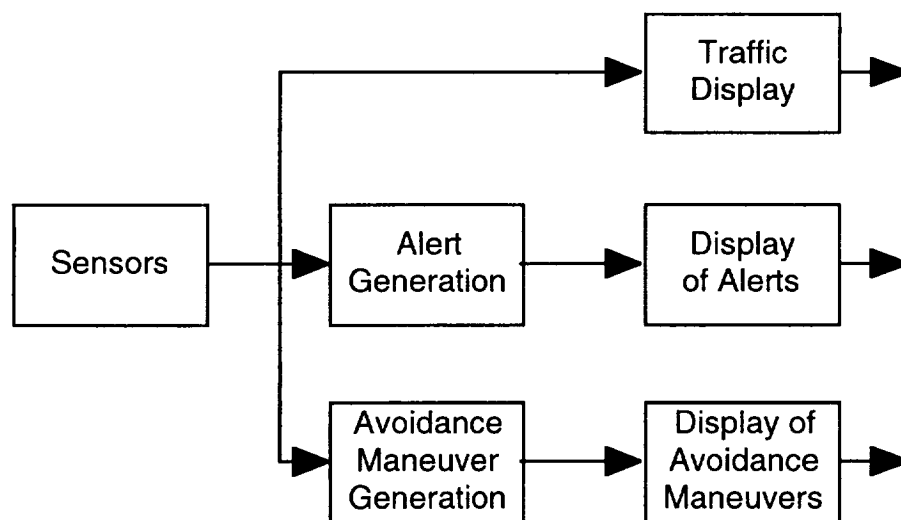 Traffic
Display
Sensors
Alert
Generation
Display
of Alerts
Avoidance
Maneuver
Generation
Display of
Avoidance
Maneuvers